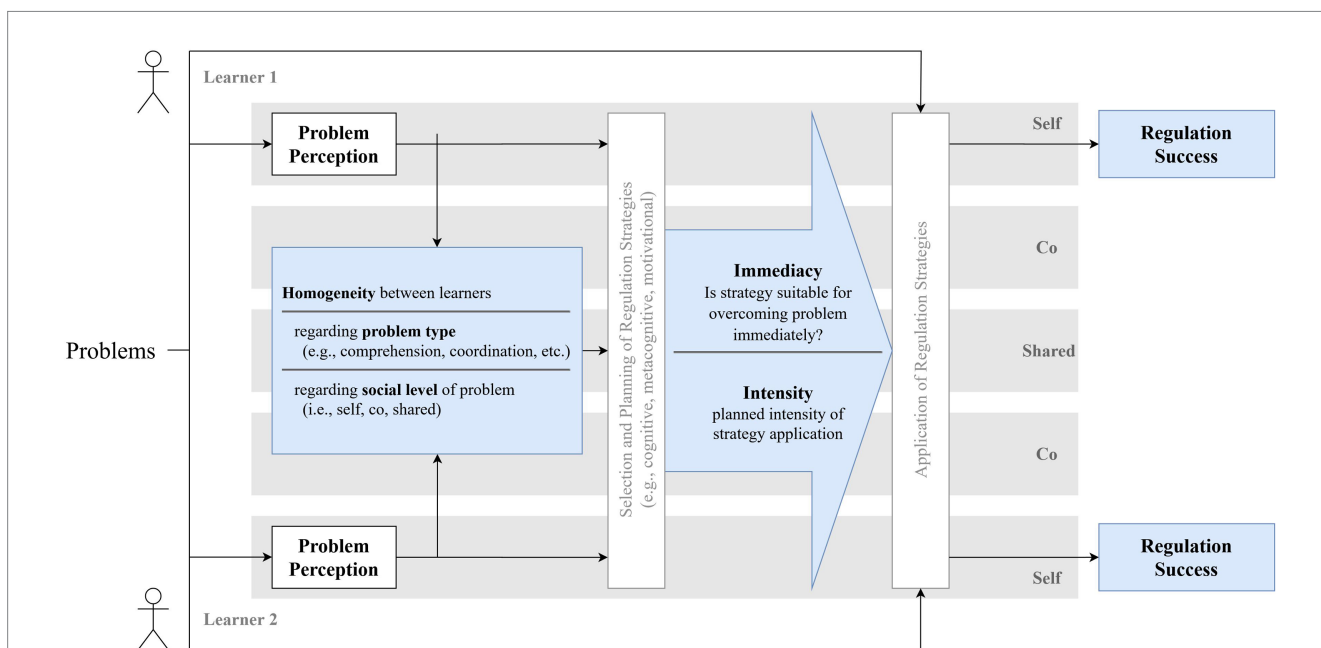 Learner 1
Problem
Perception
Self
Regulation
Success
Co
Homogeneity between learners
regarding problem type
(e.g., comprehension, coordination, etc.)
regarding social level of problem
(i.e., self, co, shared)
Problems
Selection and Planning of Regulation Strategies
(e.g., cognitive, metacognitive, motivational)
Immediacy
Is strategy suitable for
overcoming problem
immediately?
Intensity
planned intensity of
strategy application
Application of Regulation Strategies
Shared
Co
Problem
Perception
Self
Regulation
Success
Learner 2